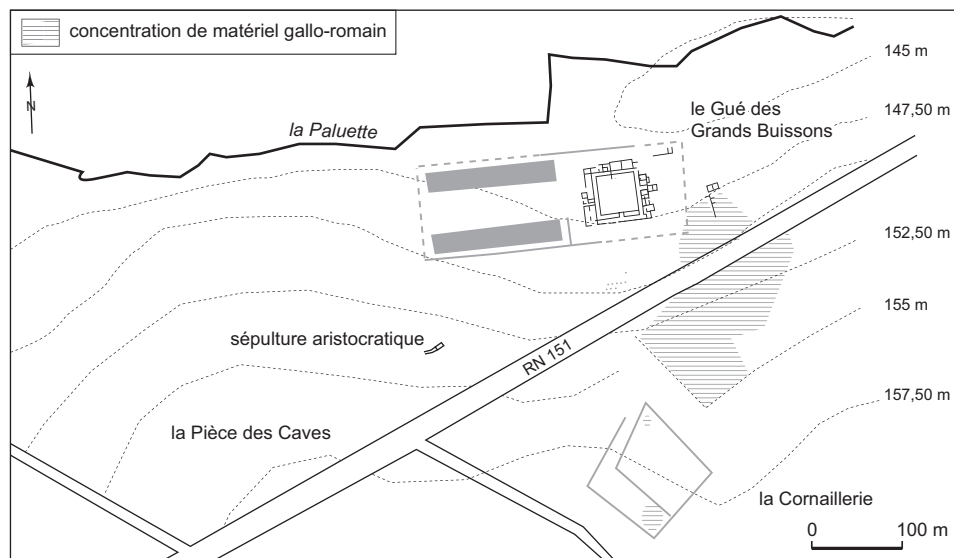 concentration de matériel gallo-romain
145 m
N
la Paluette
le Gué des
Grands Buissons
147,50 m
152,50 m
155 m
sépulture aristocratique
RN 151
157,50 m
la Pièce des Caves
la Cornaillerie
0 100 m